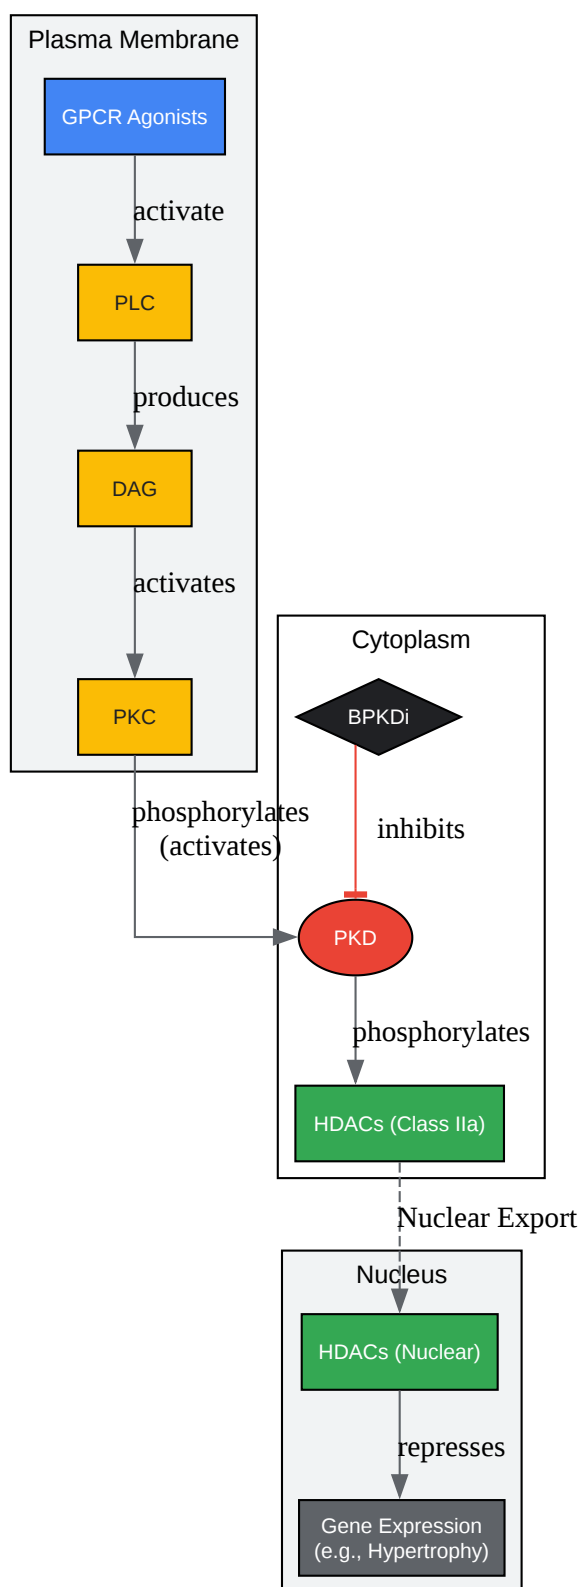 Plasma Membrane
GPCR Agonists
activate
PLC
produces
DAG
activates
PKC
phosphorylates
(activates)
Cytoplasm
BPKDi
inhibits
PKD
phosphorylates
HDACs (Class IIa)
Nuclear Export
Nucleus
HDACs (Nuclear)
represses
Gene Expression
(e.g., Hypertrophy)